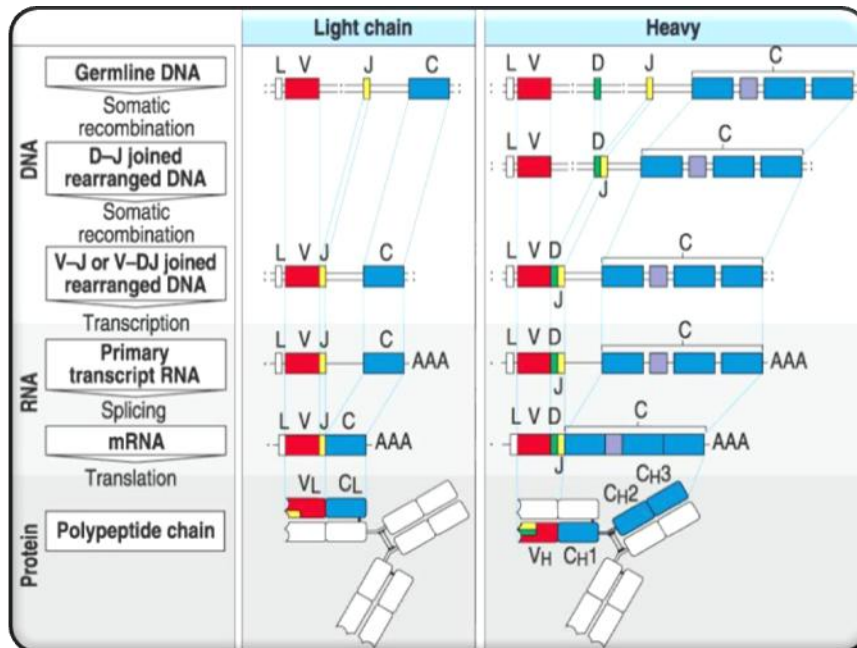 Light chain
Heavy
DNA
Germline DNA
L V J C
L V D J C
Somatic
recombination
D–J joined
rearranged DNA
L V D C
J
Somatic
recombination
V–J or V–DJ joined
rearranged DNA
L V J C
L V D C
J
Transcription
RNA
Primary
transcript RNA
L V J C
AAA
L V D C
J
AAA
Splicing
mRNA
L V J C
AAA
L V D C
J
AAA
Translation
Protein
Polypeptide chain
VL CL
CH2 CH3
VH CH1